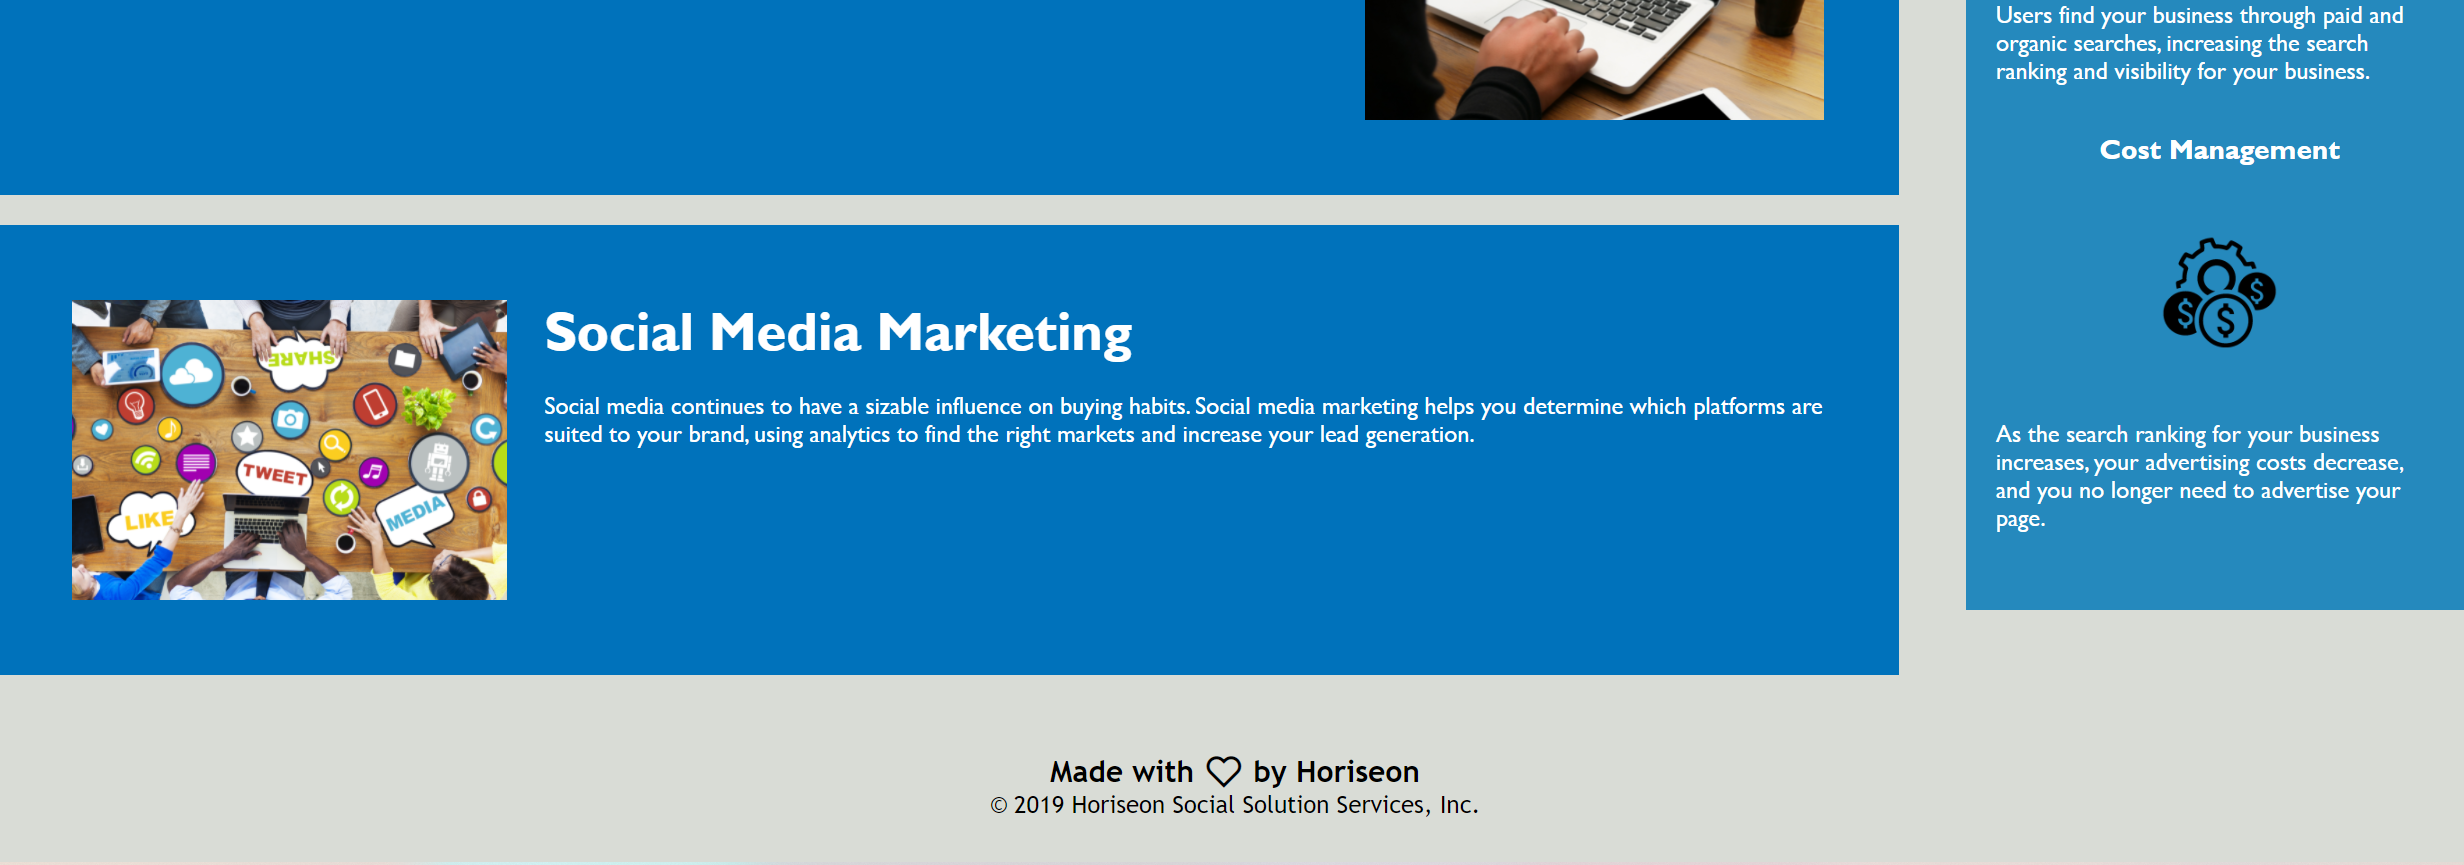 Users find your business through paid and
organic searches, increasing the search
ranking and visibility for your business.
Cost Management
$ $ $
As the search ranking for your business
increases, your advertising costs decrease,
and you no longer need to advertise your
page.
SHARE
TWEET
LIKE
MEDIA
Social Media Marketing
Social media continues to have a sizable influence on buying habits. Social media marketing helps you determine which platforms are
suited to your brand, using analytics to find the right markets and increase your lead generation.
Made with ♡ by Horiseon
© 2019 Horiseon Social Solution Services, Inc.